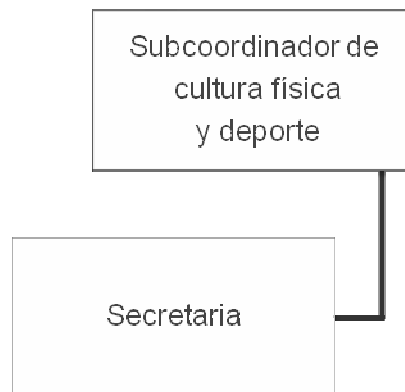 Subcoordinador de
cultura física
y deporte
Secretaria